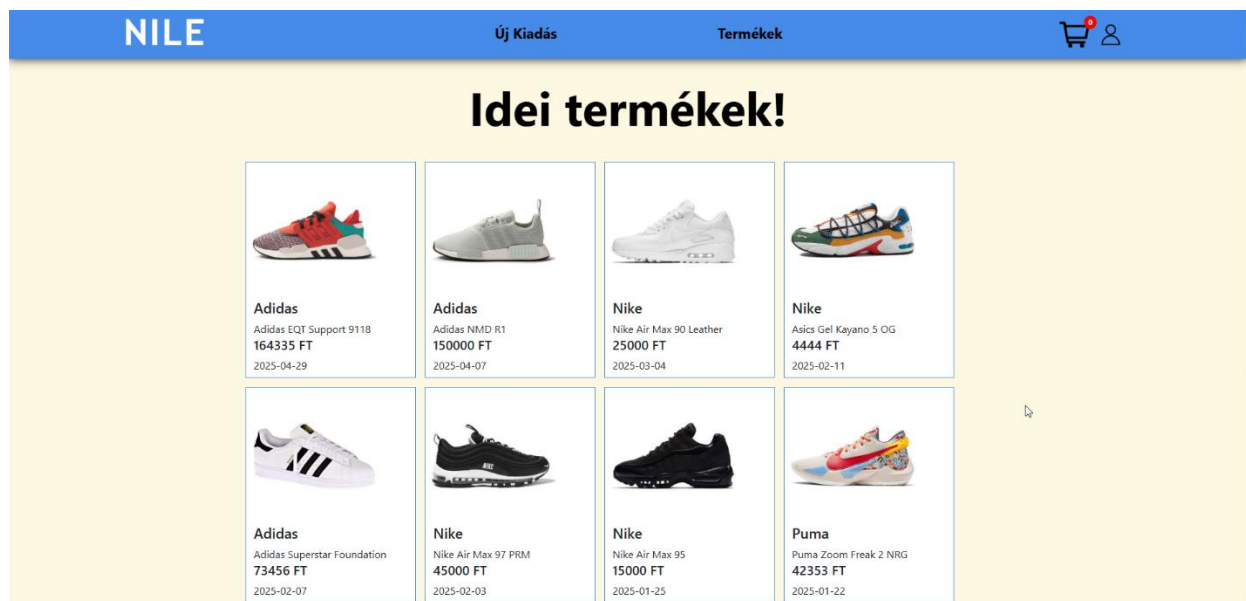 NILE
Új Kiadás
Termékek
0
Idei termékek!
Adidas
Adidas EQT Support 9118
164335 FT
2025-04-29
Adidas
Adidas NMD R1
150000 FT
2025-04-07
Nike
Nike Air Max 90 Leather
25000 FT
2025-03-04
Nike
Asics Gel Kayano 5 OG
4444 FT
2025-02-11
Adidas
Adidas Superstar Foundation
73456 FT
2025-02-07
Nike
Nike Air Max 97 PRM
45000 FT
2025-02-03
Nike
Nike Air Max 95
15000 FT
2025-01-25
Puma
Puma Zoom Freak 2 NRG
42353 FT
2025-01-22